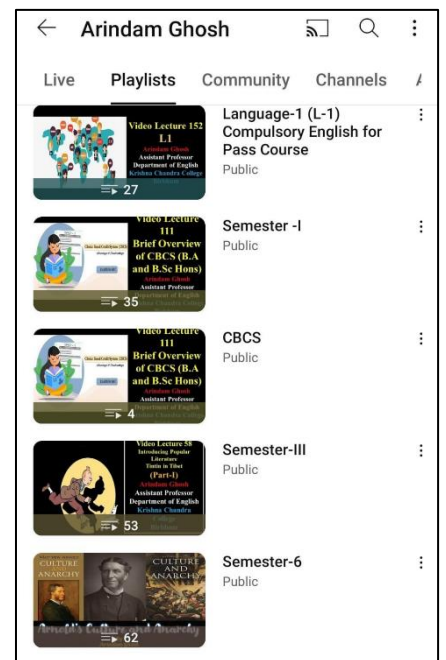 Arindam Ghosh
Live Playlists Community Channels
Video Lecture 152
L1
Arindam Ghosh
Assistant Professor
Department of English
Krishna Chandra College
27
Language-1
(L-1)
Compulsory English for
Pass Course
Public
Video Lecture
111
Brief Overview
of CBCS (B.A
and B.Sc Hons)
Arindam Ghosh
Assistant Professor
35
Semester -I
Public
Video Lecture
111
Brief Overview
of CBCS (B.A
and B.Sc Hons)
Arindam Ghosh
Assistant Professor
4
CBCS
Public
Video Lecture 58
Introducing Popular
Literature
Tintin in Tibet
(Part-I)
Arindam Ghosh
Assistant Professor
Department of English
Krishna Chandra
College
53
Semester-III
Public
CULTURE
AND
ANARCHY
CULTURE
AND
ANARCHY
Arnold's Culture and Anarchy
62
Semester-6
Public